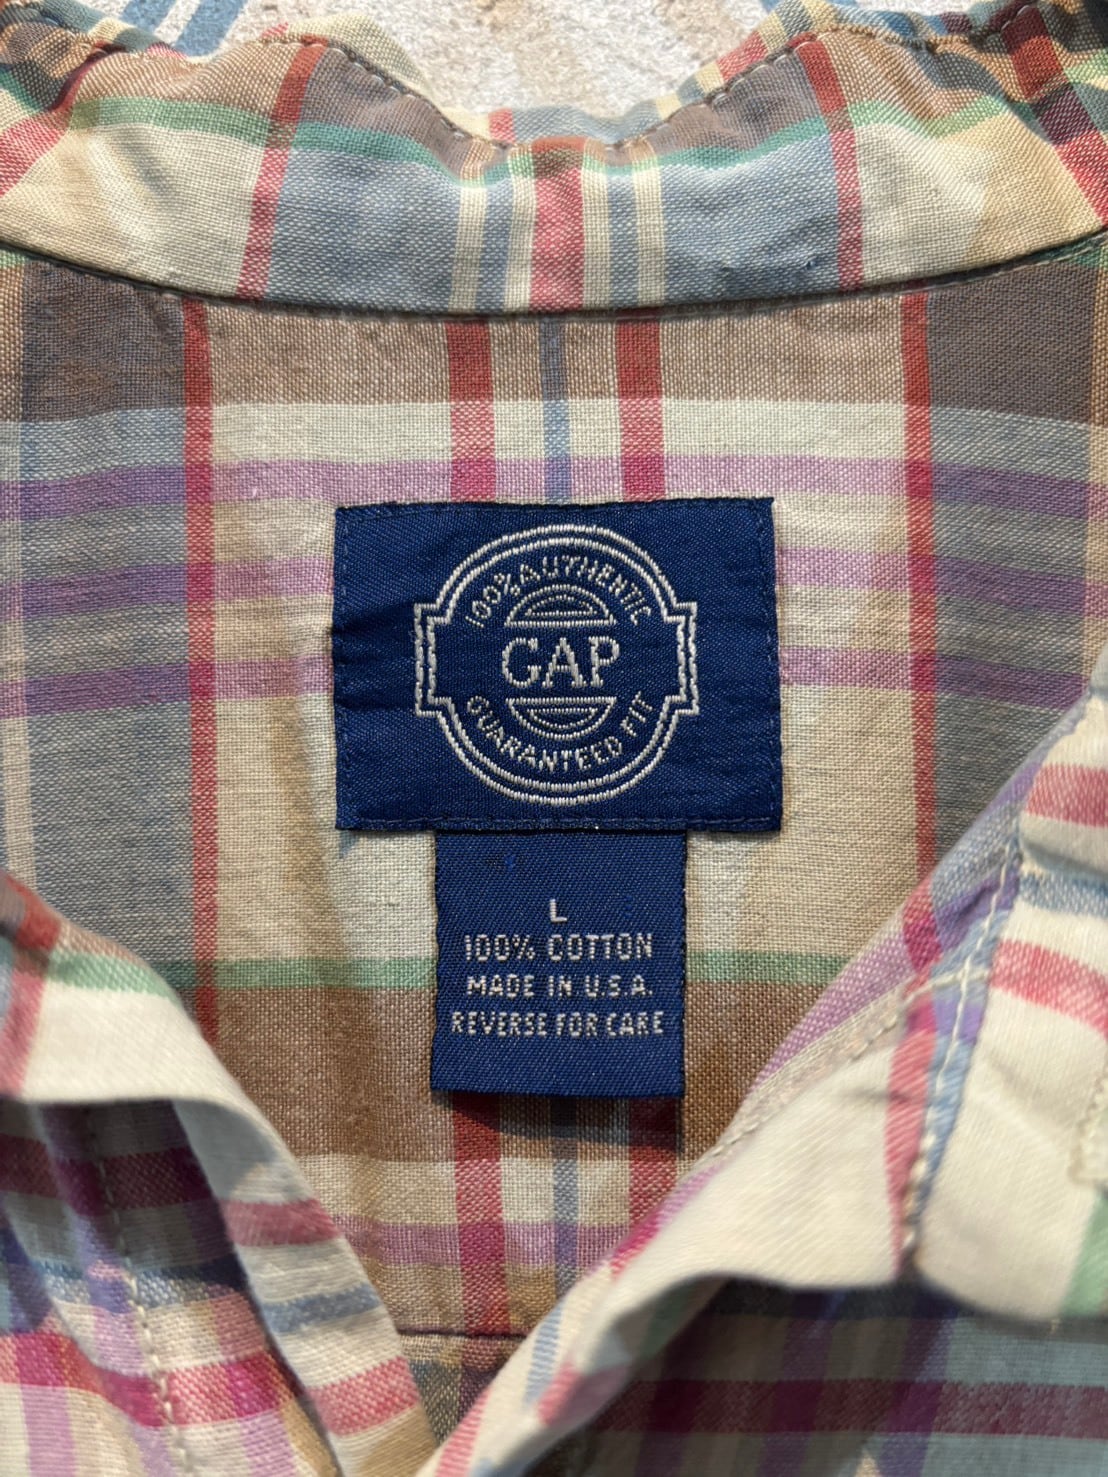 100% AUTHENTIC
GAP
GUARANTEED FIT
L
100% COTTON
MADE IN U.S.A.
REVERSE FOR CARE